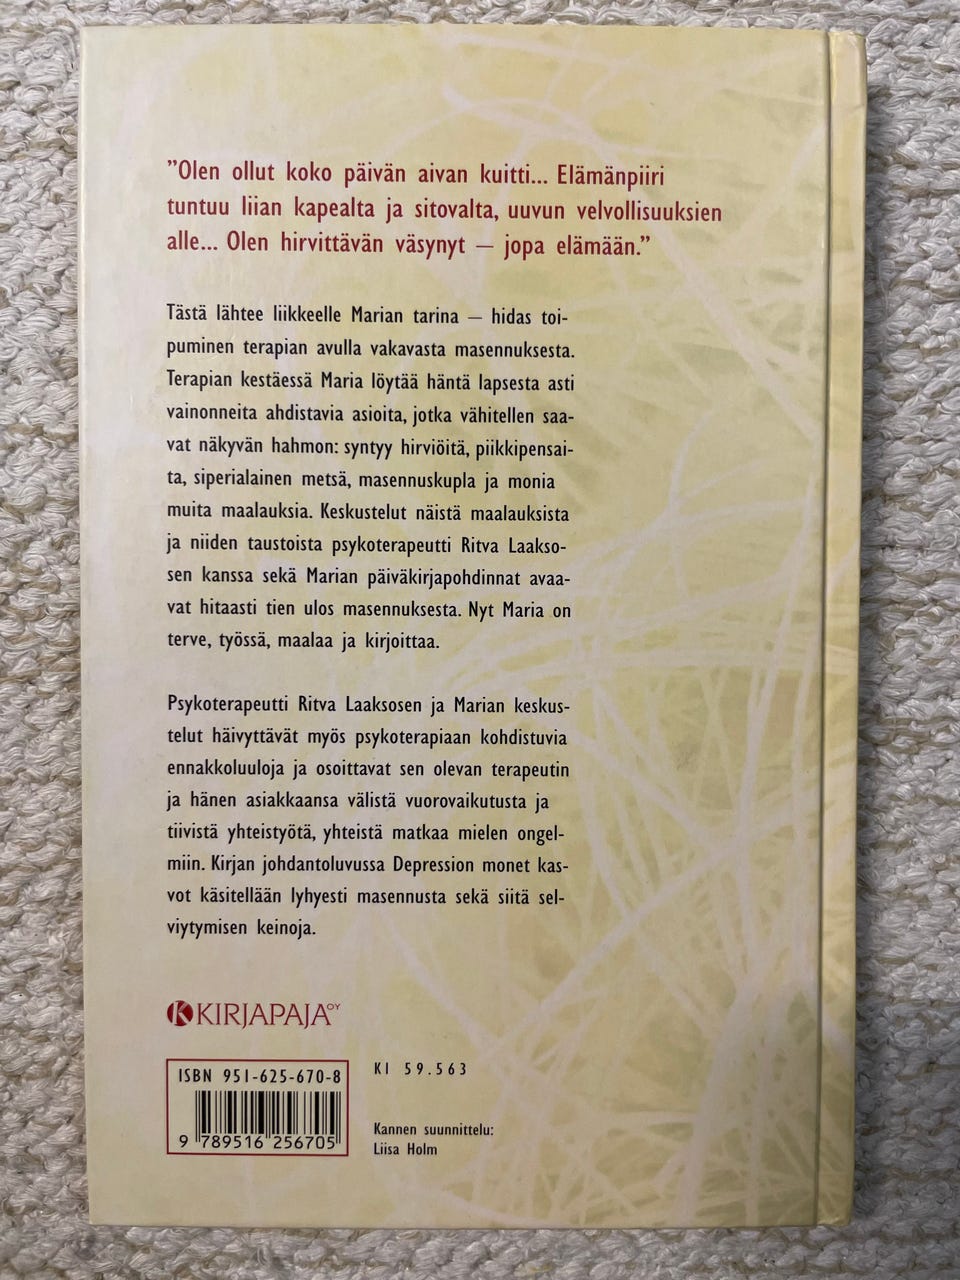 ”Olen ollut koko päivän aivan kuitti... Elämänpiiri
tuntuu liian kapealta ja sitovalta, uuvun velvollisuuksien
alle... Olen hirvittävän väsynyt – jopa elämään.”
Tästä lähtee liikkeelle Marian tarina – hidas toi-
puminen terapian avulla vakavasta masennuksesta.
Terapian kestäessä Maria löytää häntä lapsesta asti
vainonneita ahdistavia asioita, jotka vähitellen saa-
vat näkyvän hahmon: syntyy hirviöitä, piikkipensai-
ta, siperialainen metsä, masennuskupla ja monia
muita maalauksia. Keskustelut näistä maalauksista
ja niiden taustoista psykoterapeutti Ritva Laakso-
sen kanssa sekä Marian päiväkirjapohdinnat avaa-
vat hitaasti tien ulos masennuksesta. Nyt Maria on
terve, työssä, maalaa ja kirjoittaa.
Psykoterapeutti Ritva Laaksosen ja Marian keskus-
telut häivyttävät myös psykoterapiaan kohdistuvia
ennakkoluuloja ja osoittavat sen olevan terapeutin
ja hänen asiakkaansa välistä vuorovaikutusta ja
tiivistä yhteistyötä, yhteistä matkaa mielen ongel-
miin. Kirjan johdantoluvussa Depression monet kas-
vot käsitellään lyhyesti masennusta sekä siitä sel-
viytymisen keinoja.
KIRJAPAJA OY
ISBN 951-625-670-8
9 789516 256705
KI 59.563
Kannen suunnittelu:
Liisa Holm